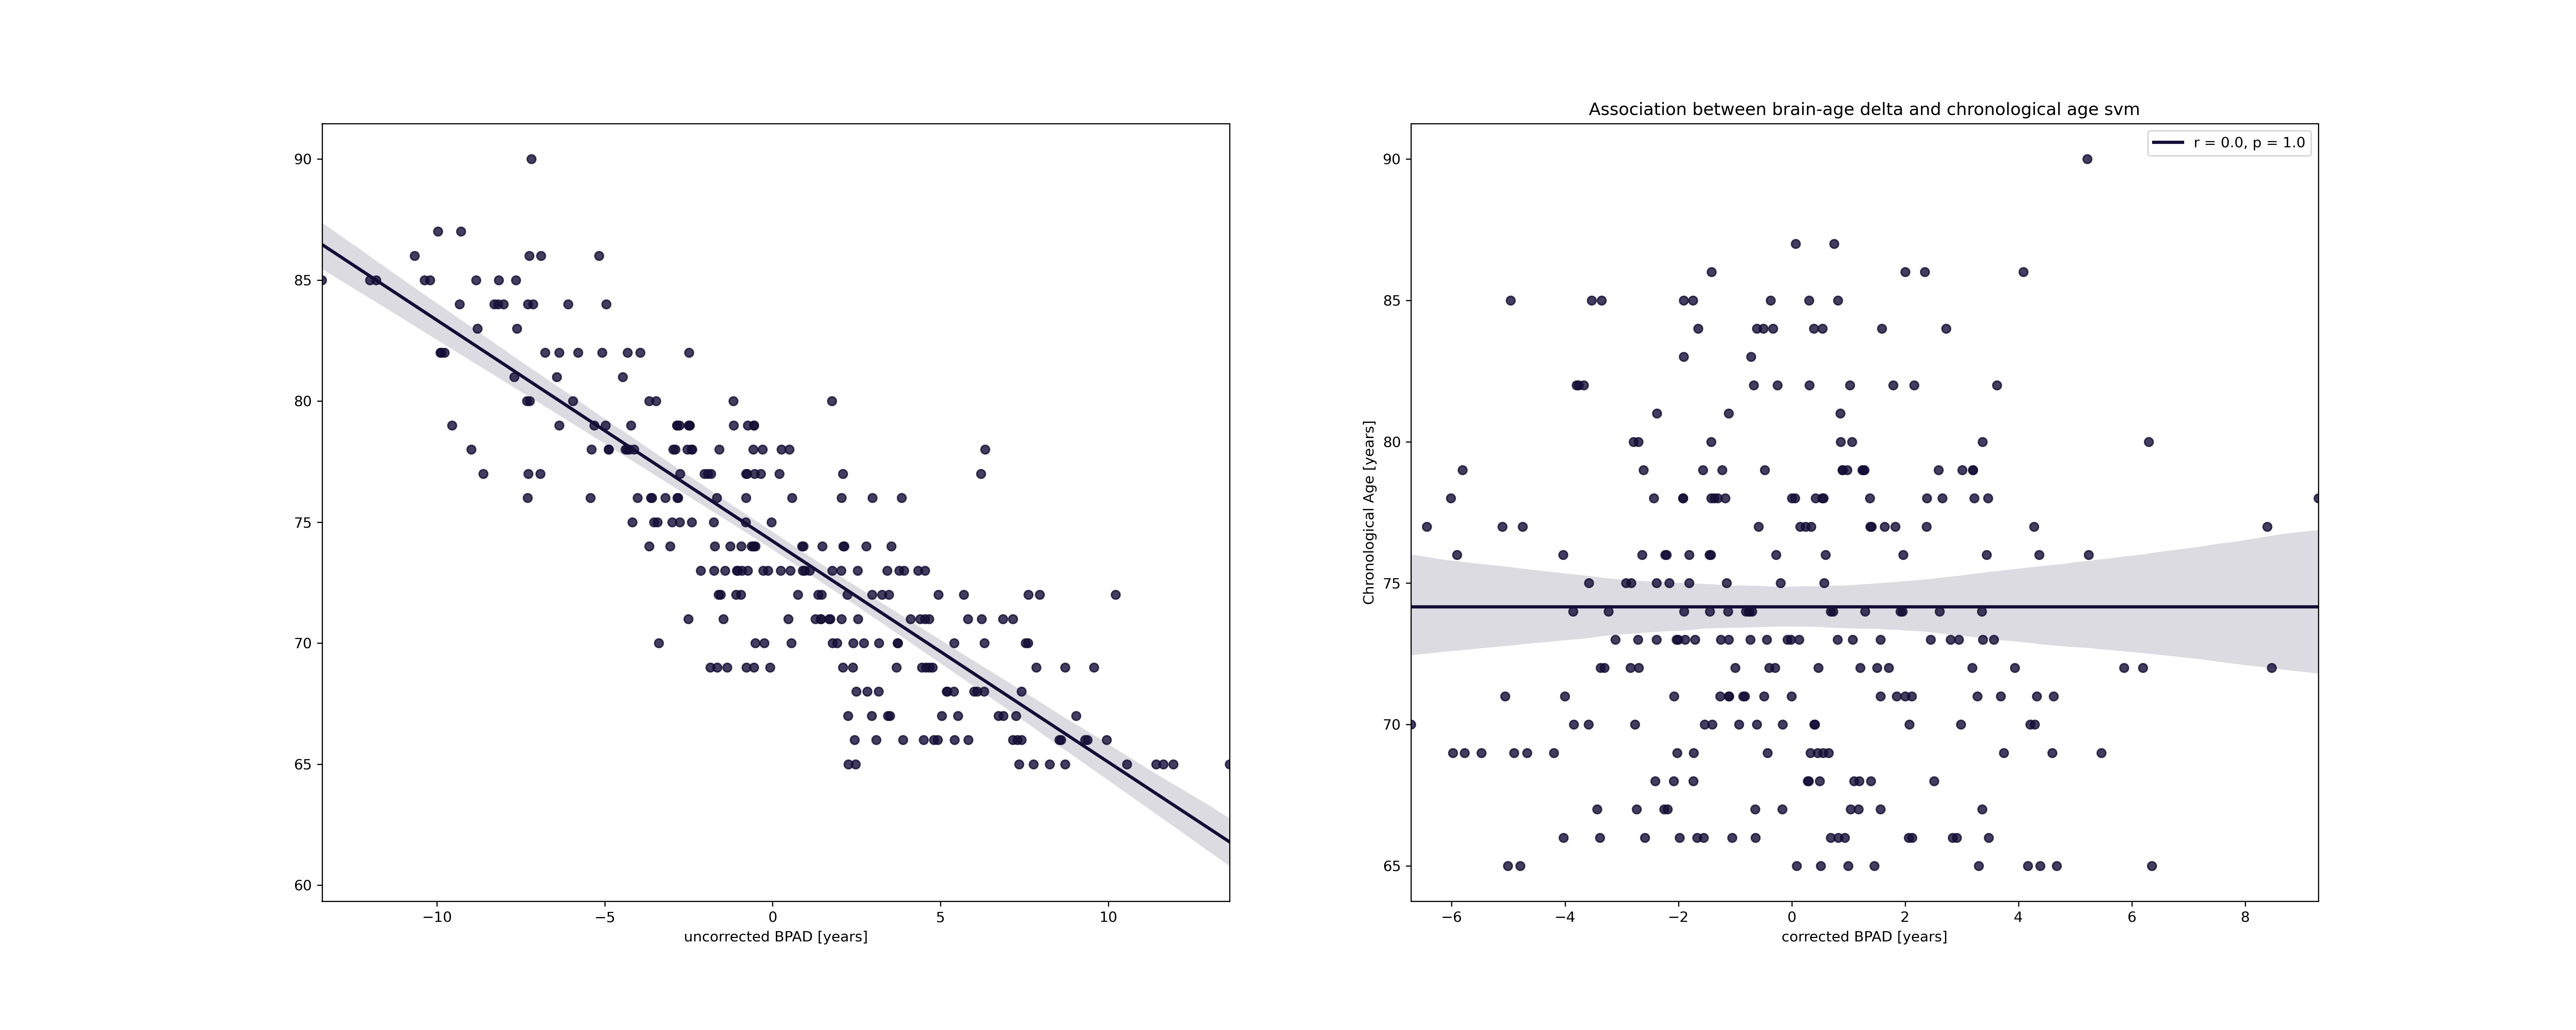 90
85
80
75
70
65
60
−10 −5 0 5 10
uncorrected BPAD [years]
Association between brain-age delta and chronological age svm
r = 0.0, p = 1.0
Chronological Age [years]
90
85
80
75
70
65
−6 −4 −2 0 2 4 6 8
corrected BPAD [years]